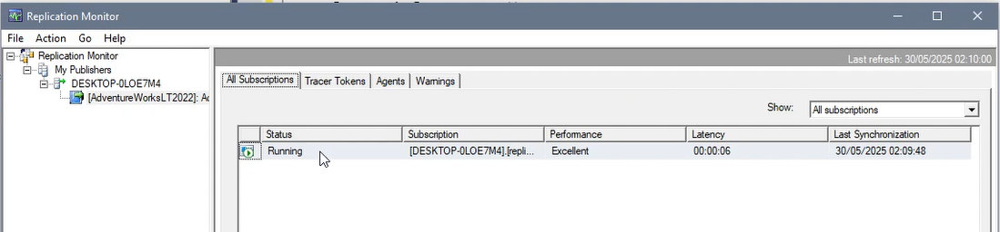 Replication Monitor
File Action Go Help
Replication Monitor
My Publishers
DESKTOP-0LOE7M4
[AdventureWorksLT2022]: Ac
Last refresh: 30/05/2025 02:10:00
All Subscriptions Tracer Tokens Agents Warnings
Show: All subscriptions
Status Subscription Performance Latency Last Synchronization
Running [DESKTOP-0LOE7M4].[repli... Excellent 00:00:06 30/05/2025 02:09:48